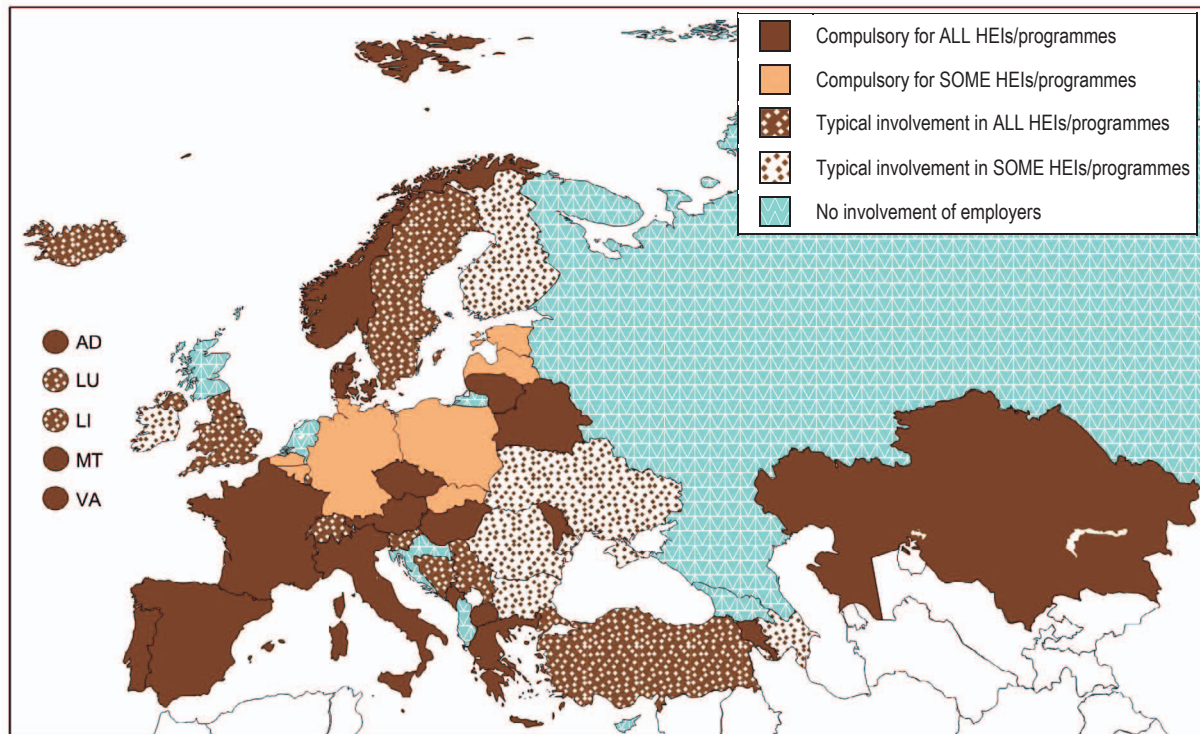 Compulsory for ALL HEIs/programmes
Compulsory for SOME HEIs/programmes
Typical involvement in ALL HEIs/programmes
Typical involvement in SOME HEIs/programmes
No involvement of employers
AD
LU
LI
MT
VA